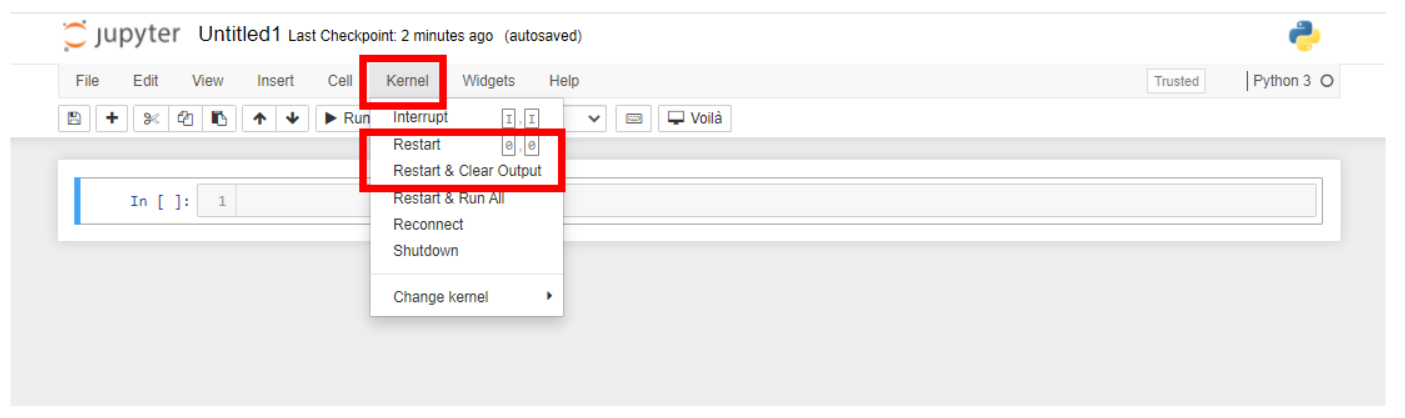 jupyter Untitled1 Last Checkpoint: 2 minutes ago (autosaved)
File Edit View Insert Cell Kernel Widgets Help Trusted Python 3
Run Voilà
Interrupt I,I
Restart 0,0
Restart & Clear Output
Restart & Run All
Reconnect
Shutdown
Change kernel
In [ ]: 1